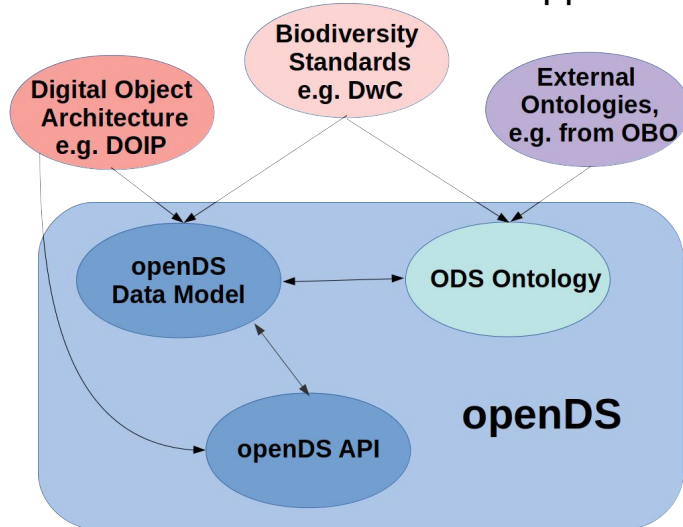 Biodiversity
Standards
e.g. DwC
Digital Object
Architecture
e.g. DOIP
External
Ontologies,
e.g. from OBO
openDS
Data Model
ODS Ontology
openDS
openDS API